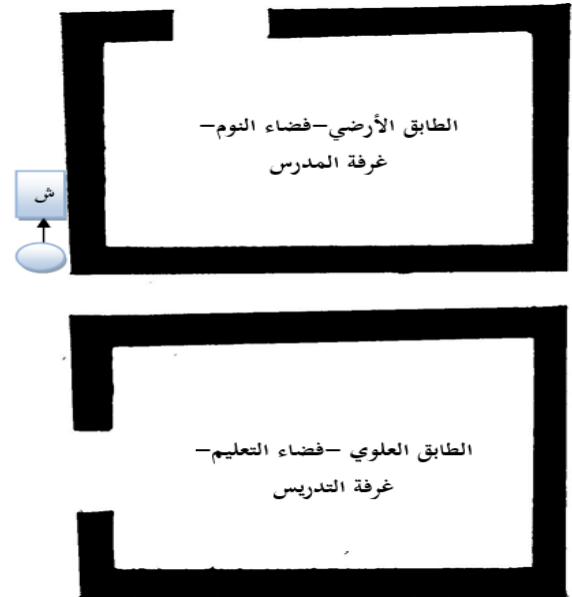 الطابق الأرضي–فضاء النوم–
غرفة المدرس
ش
الطابق العلوي –فضاء التعليم–
غرفة التدريس